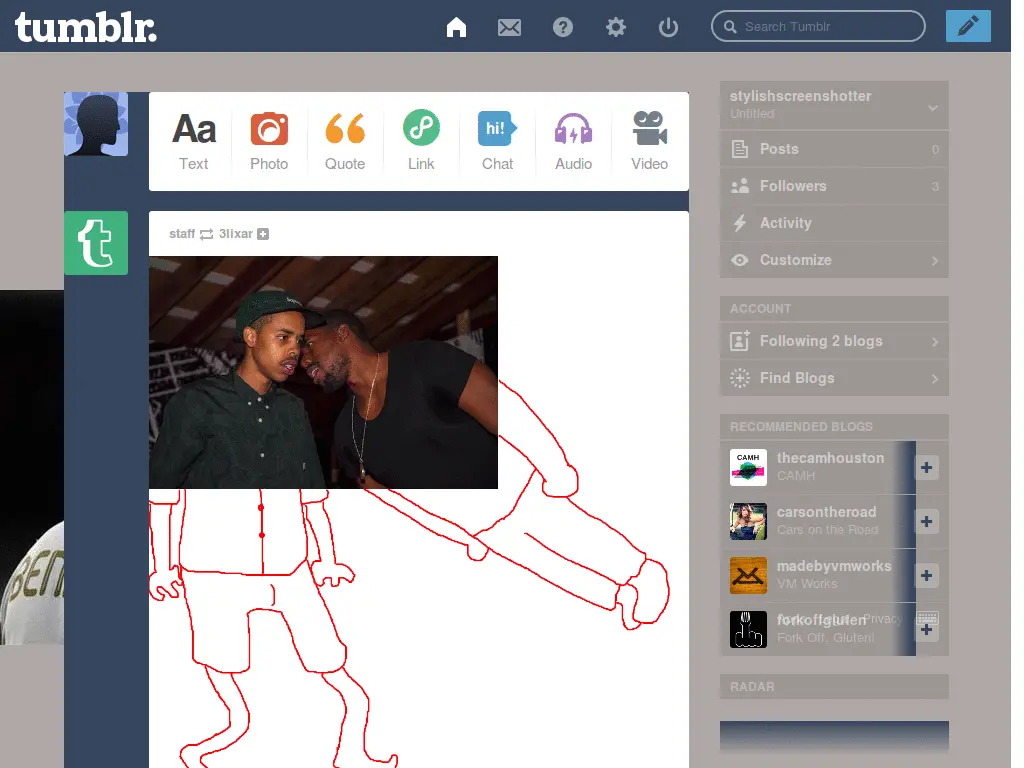 tumblr.
Search Tumblr
Aa
hi!
Text
Photo
Quote
Link
Chat
Audio
Video
staff
3lixar
BEN
stylishscreenshotter
Untitled
Posts 0
Followers 3
Activity
Customize
ACCOUNT
Following 2 blogs
Find Blogs
RECOMMENDED BLOGS
CAMH
thecamhouston
CAMH
carsontheroad
Cars on the Road
madebyvmworks
VM Works
forkoffgluten
Privacy
Fork Off, Gluten!
RADAR